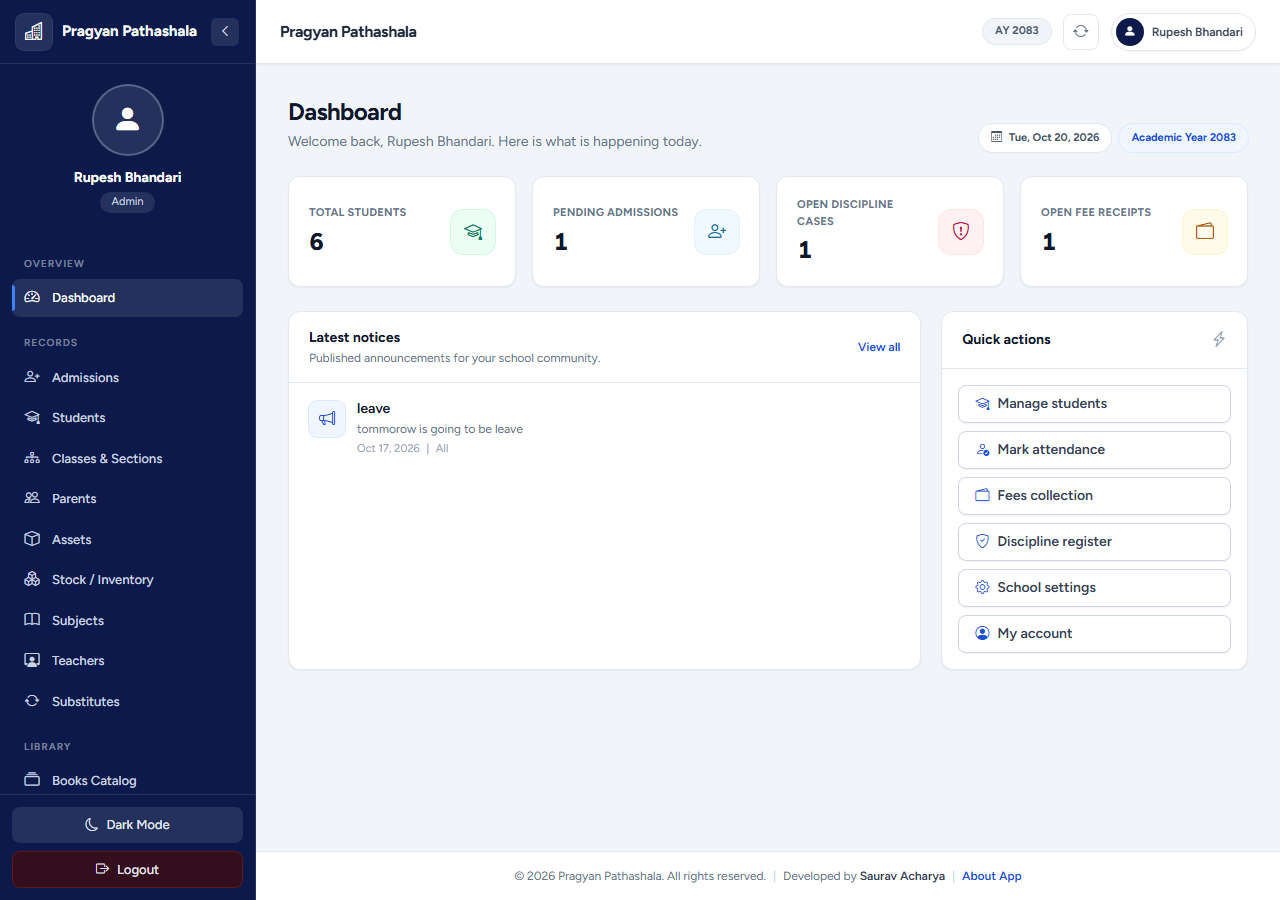 Pragyan Pathashala
Rupesh Bhandari
Admin
OVERVIEW
Dashboard
RECORDS
Admissions
Students
Classes & Sections
Parents
Assets
Stock / Inventory
Subjects
Teachers
Substitutes
LIBRARY
Books Catalog
Dark Mode
Logout
Pragyan Pathashala
AY 2083
Rupesh Bhandari
Dashboard
Welcome back, Rupesh Bhandari. Here is what is happening today.
Tue, Oct 20, 2026
Academic Year 2083
TOTAL STUDENTS
6
PENDING ADMISSIONS
1
OPEN DISCIPLINE
CASES
1
OPEN FEE RECEIPTS
1
Latest notices
Published announcements for your school community.
View all
leave
tommorow is going to be leave
Oct 17, 2026 | All
Quick actions
Manage students
Mark attendance
Fees collection
Discipline register
School settings
My account
© 2026 Pragyan Pathashala. All rights reserved. | Developed by Saurav Acharya | About App